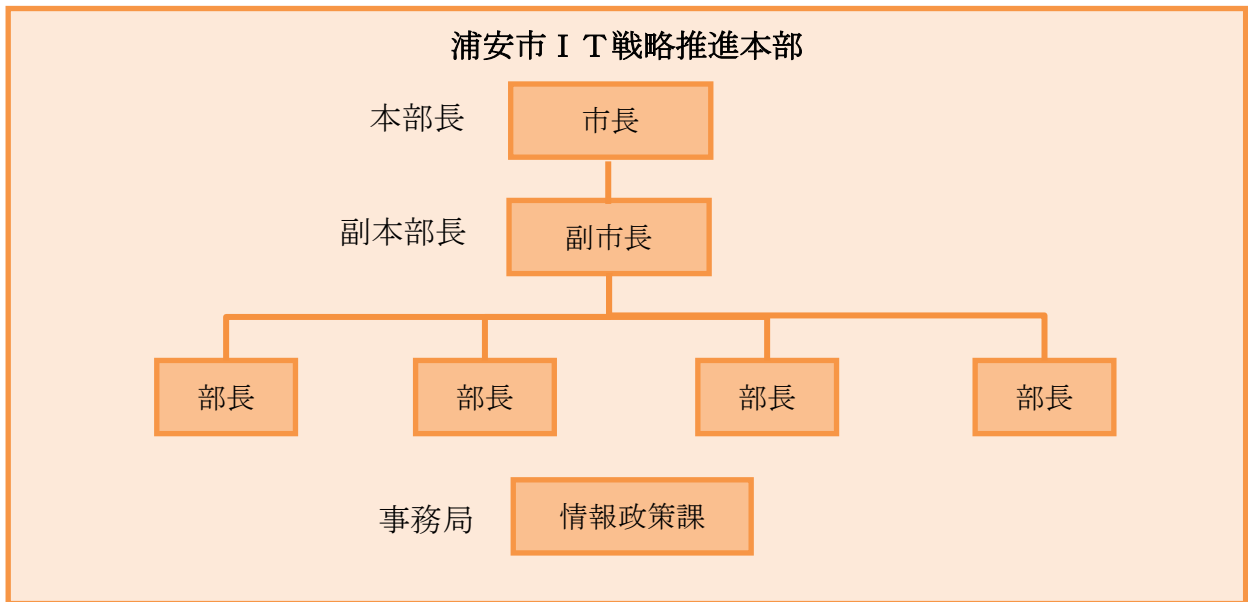 浦安市ＩＴ戦略推進本部
本部長
市長
副本部長
副市長
部長
部長
部長
部長
事務局
情報政策課